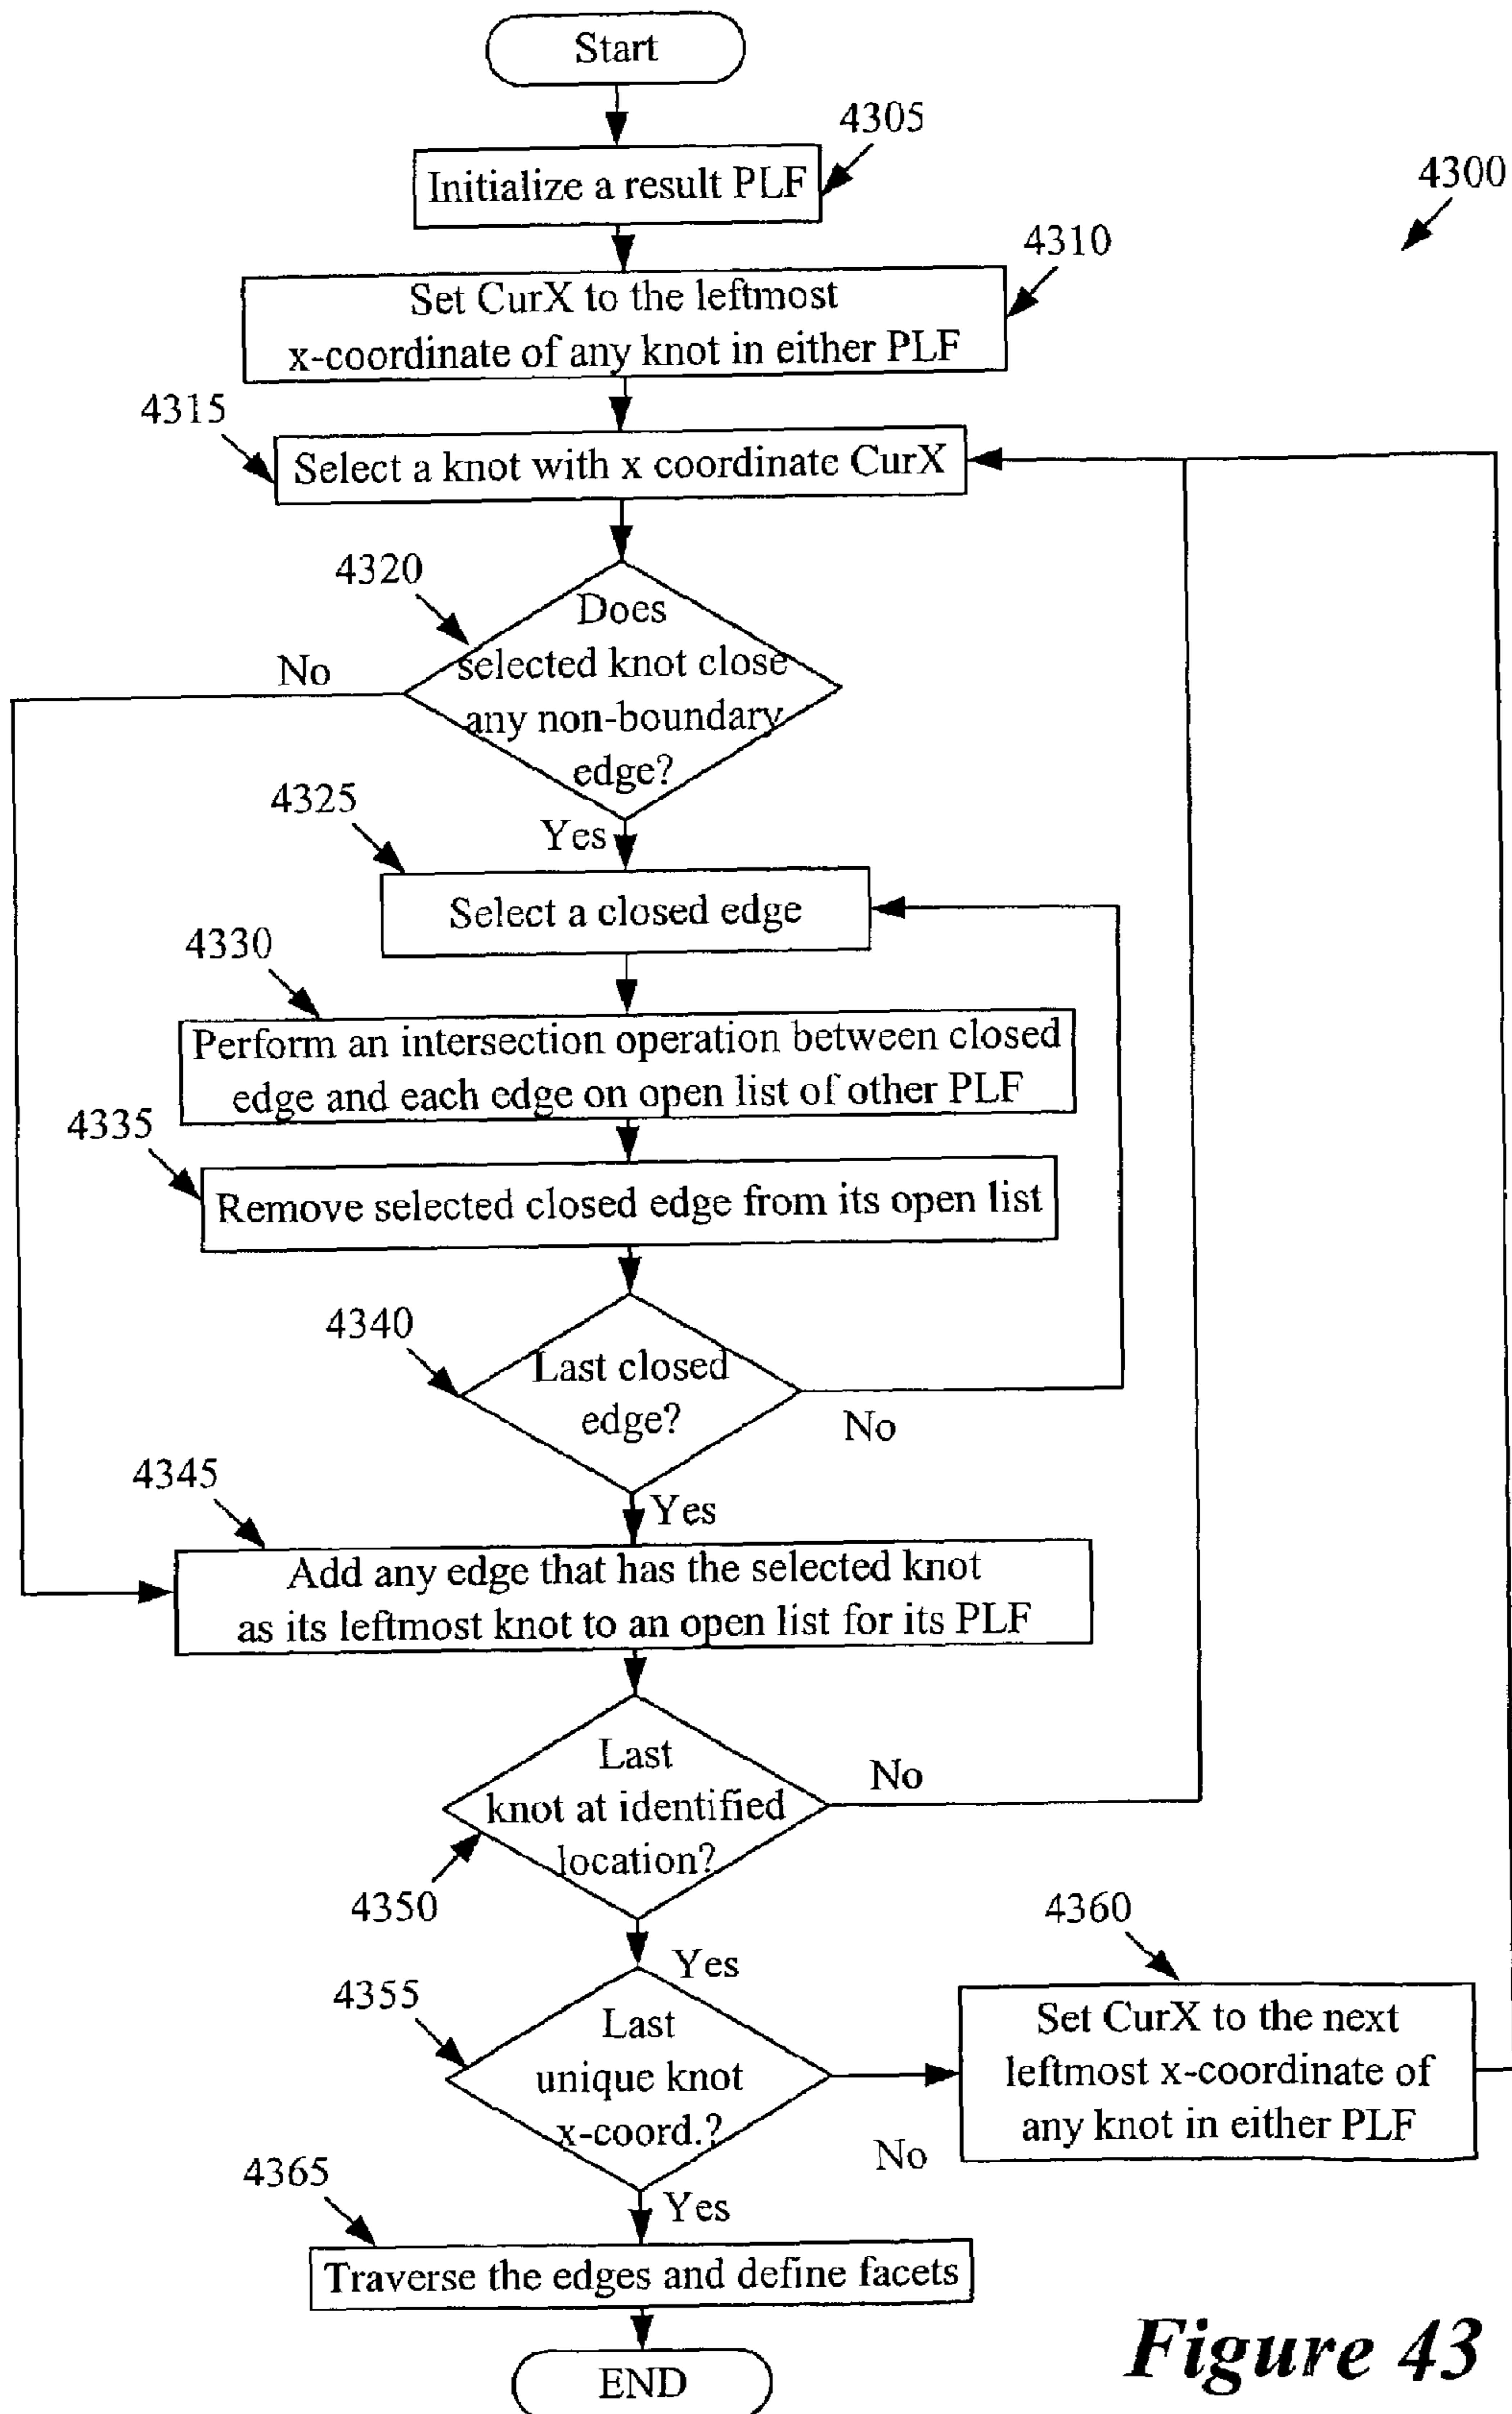 Start
4305
Initialize a result PLF
4300
4310
Set CurX to the leftmost
x-coordinate of any knot in either PLF
4315
Select a knot with x coordinate CurX
4320
Does
selected knot close
any non-boundary
edge?
No
4325
Yes
Select a closed edge
4330
Perform an intersection operation between closed
edge and each edge on open list of other PLF
4335
Remove selected closed edge from its open list
4340
Last closed
edge?
No
4345
Yes
Add any edge that has the selected knot
as its leftmost knot to an open list for its PLF
Last
knot at identified
location?
No
4350
4360
Yes
4355
Last
unique knot
x-coord.?
No
Set CurX to the next
leftmost x-coordinate of
any knot in either PLF
4365
Yes
Traverse the edges and define facets
END
Figure 43